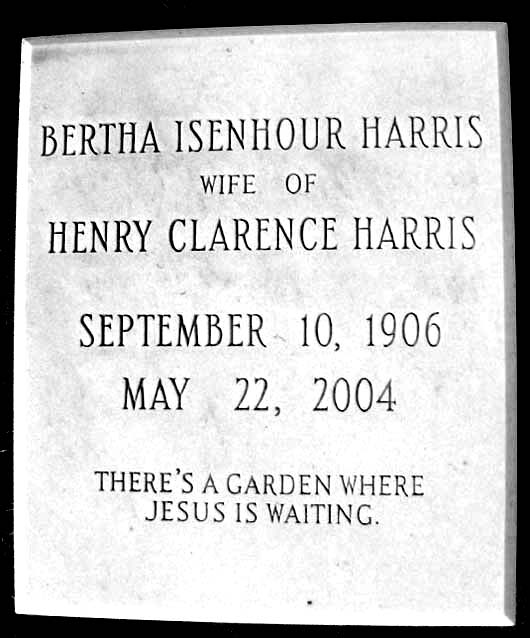 BERTHA ISENHOUR HARRIS
WIFE OF
HENRY CLARENCE HARRIS
SEPTEMBER 10, 1906
MAY 22, 2004
THERE'S A GARDEN WHERE
JESUS IS WAITING.